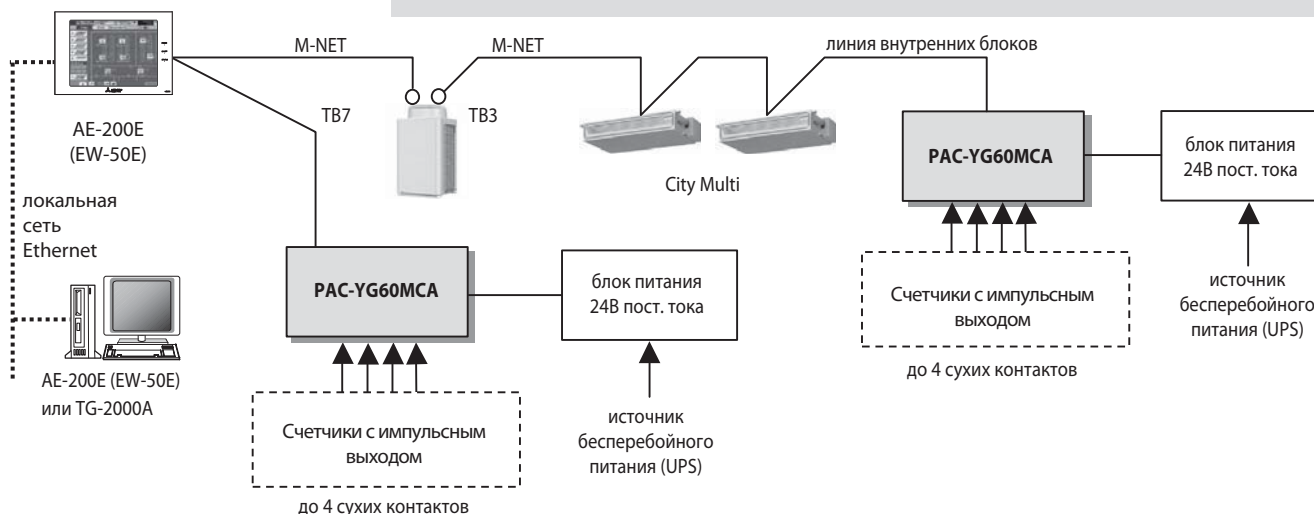 M-NET
M-NET
линия внутренних блоков
AE-200E
(EW-50E)
TB7
TB3
City Multi
PAC-YG60MCA
блок питания
24В пост. тока
локальная
сеть
Ethernet
PAC-YG60MCA
блок питания
24В пост. тока
Счетчики с импульсным
выходом
до 4 сухих контактов
источник
бесперебойного
питания (UPS)
AE-200E (EW-50E)
или TG-2000A
Счетчики с импульсным
выходом
до 4 сухих контактов
источник
бесперебойного
питания (UPS)